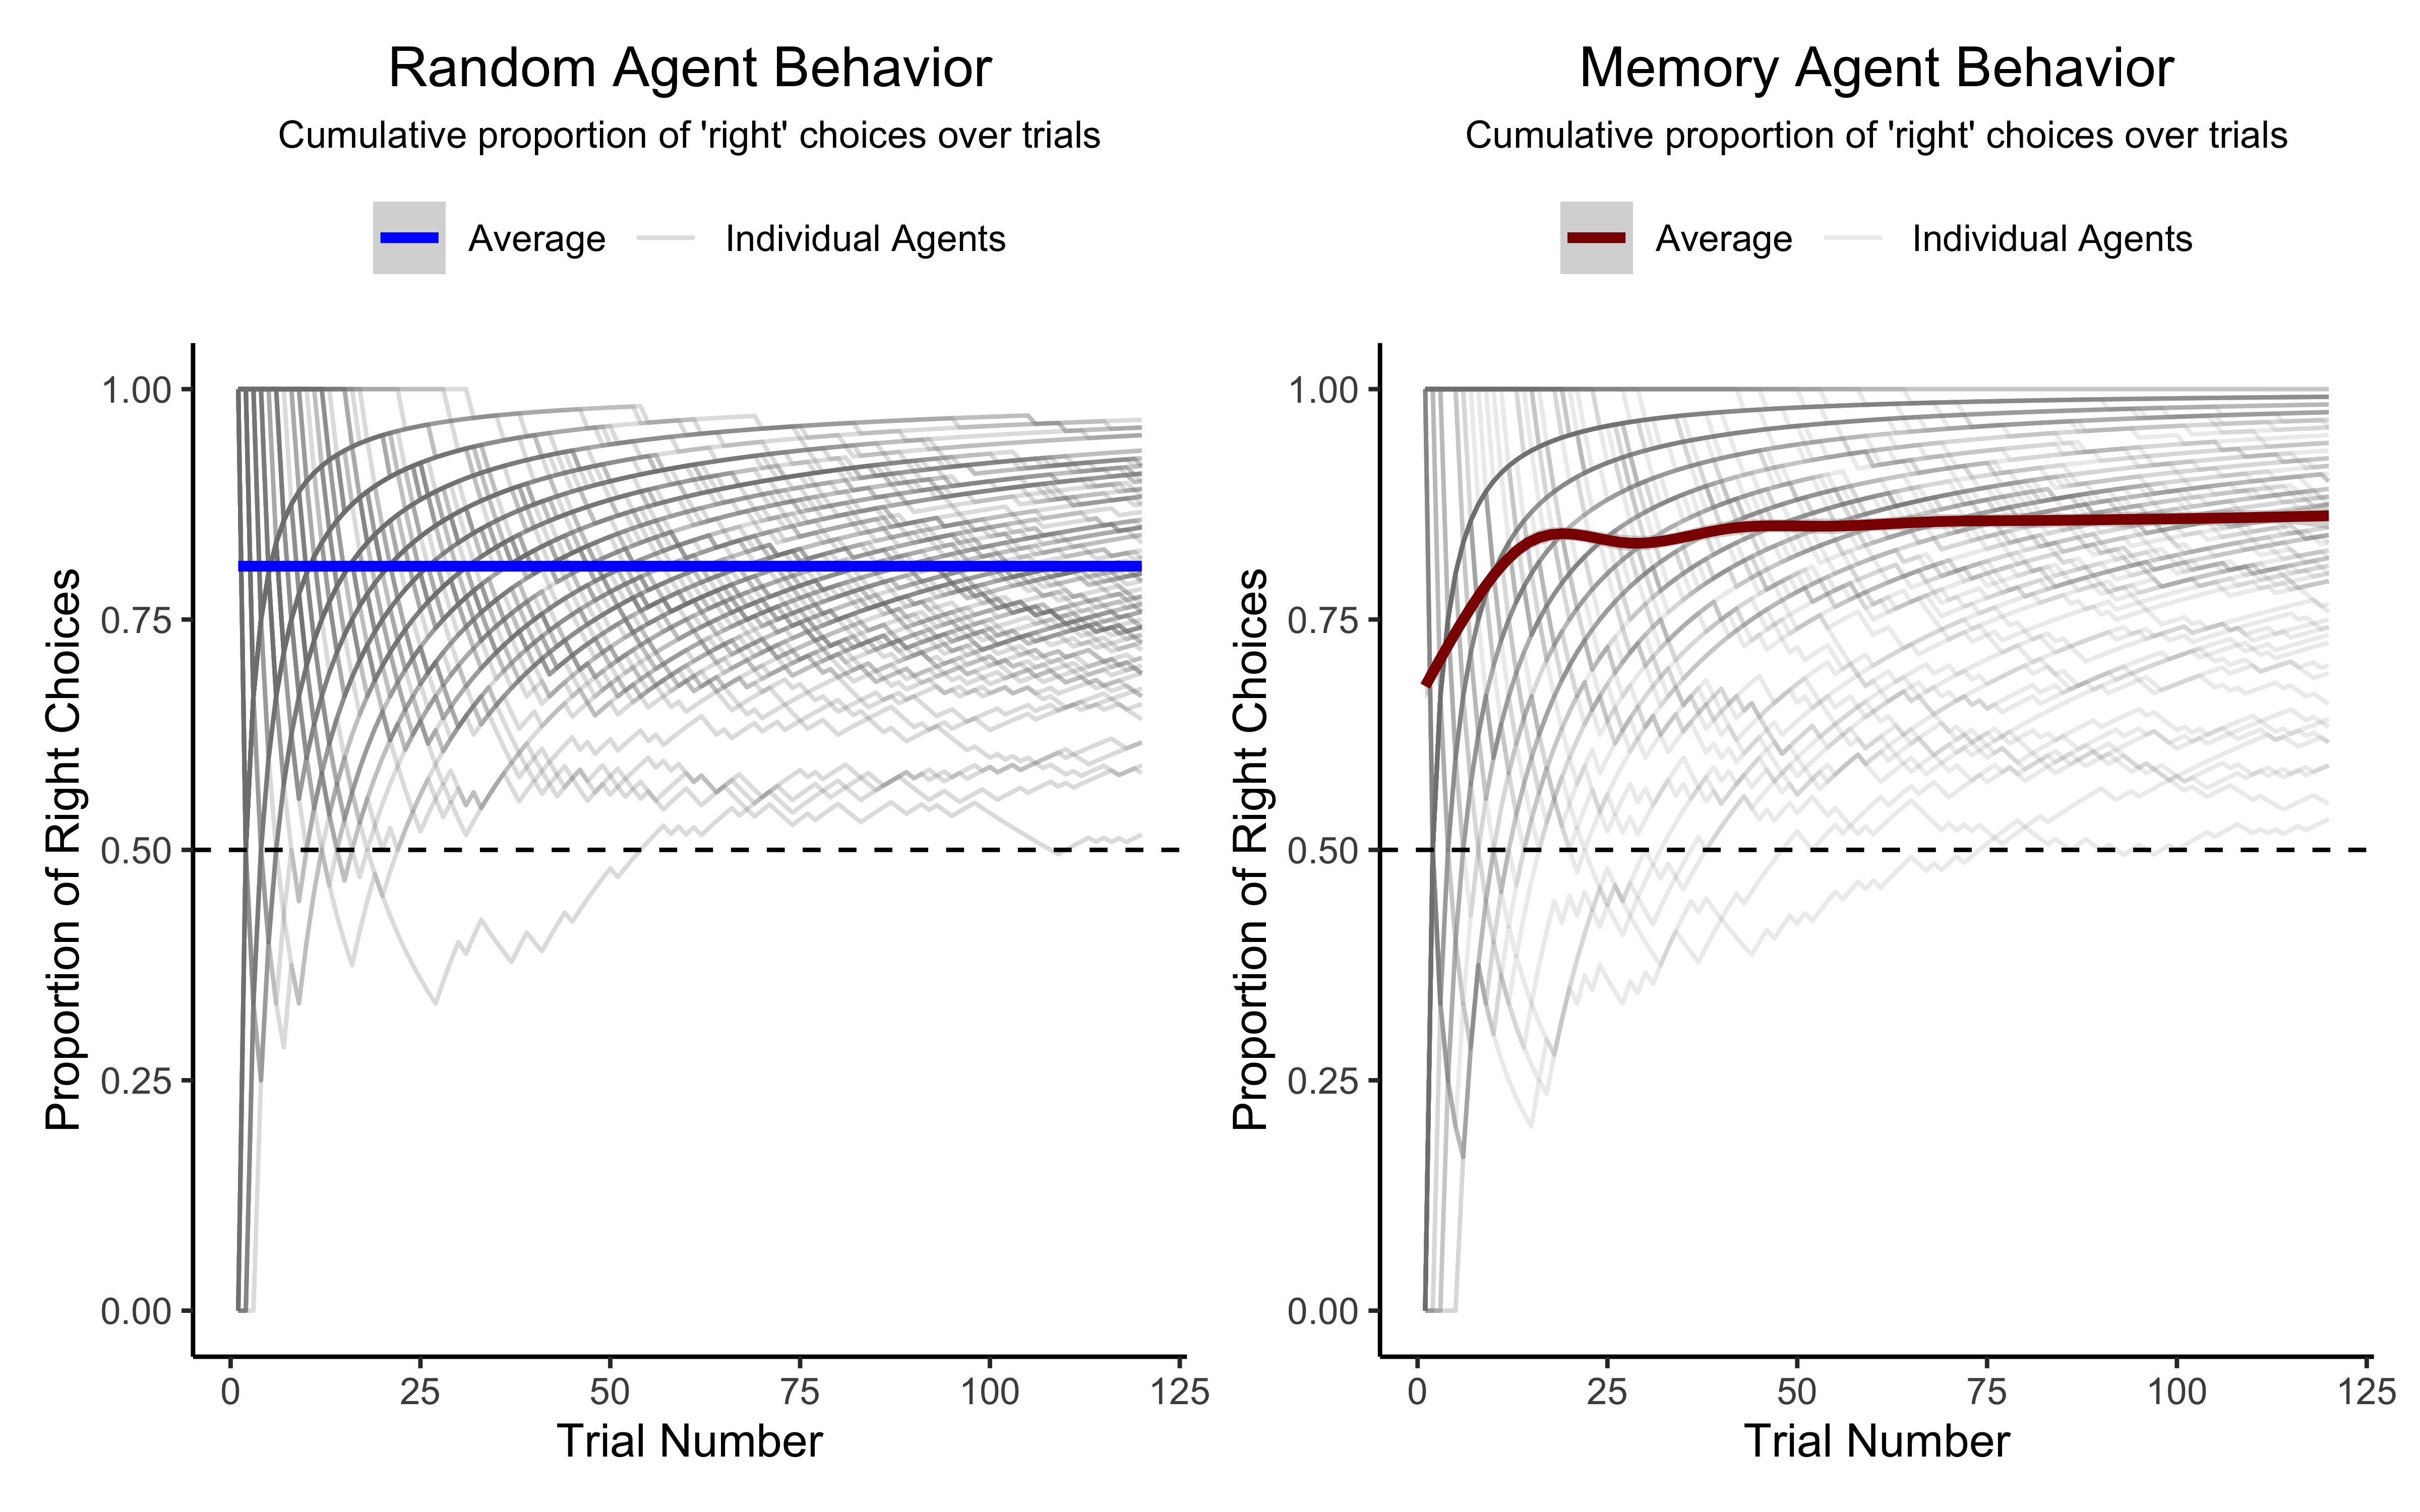 Random Agent Behavior
Cumulative proportion of 'right' choices over trials
Average
Individual Agents
Proportion of Right Choices
1.00
0.75
0.50
0.25
0.00
0
25
50
75
100
125
Trial Number
Memory Agent Behavior
Cumulative proportion of 'right' choices over trials
Average
Individual Agents
Proportion of Right Choices
1.00
0.75
0.50
0.25
0.00
0
25
50
75
100
125
Trial Number